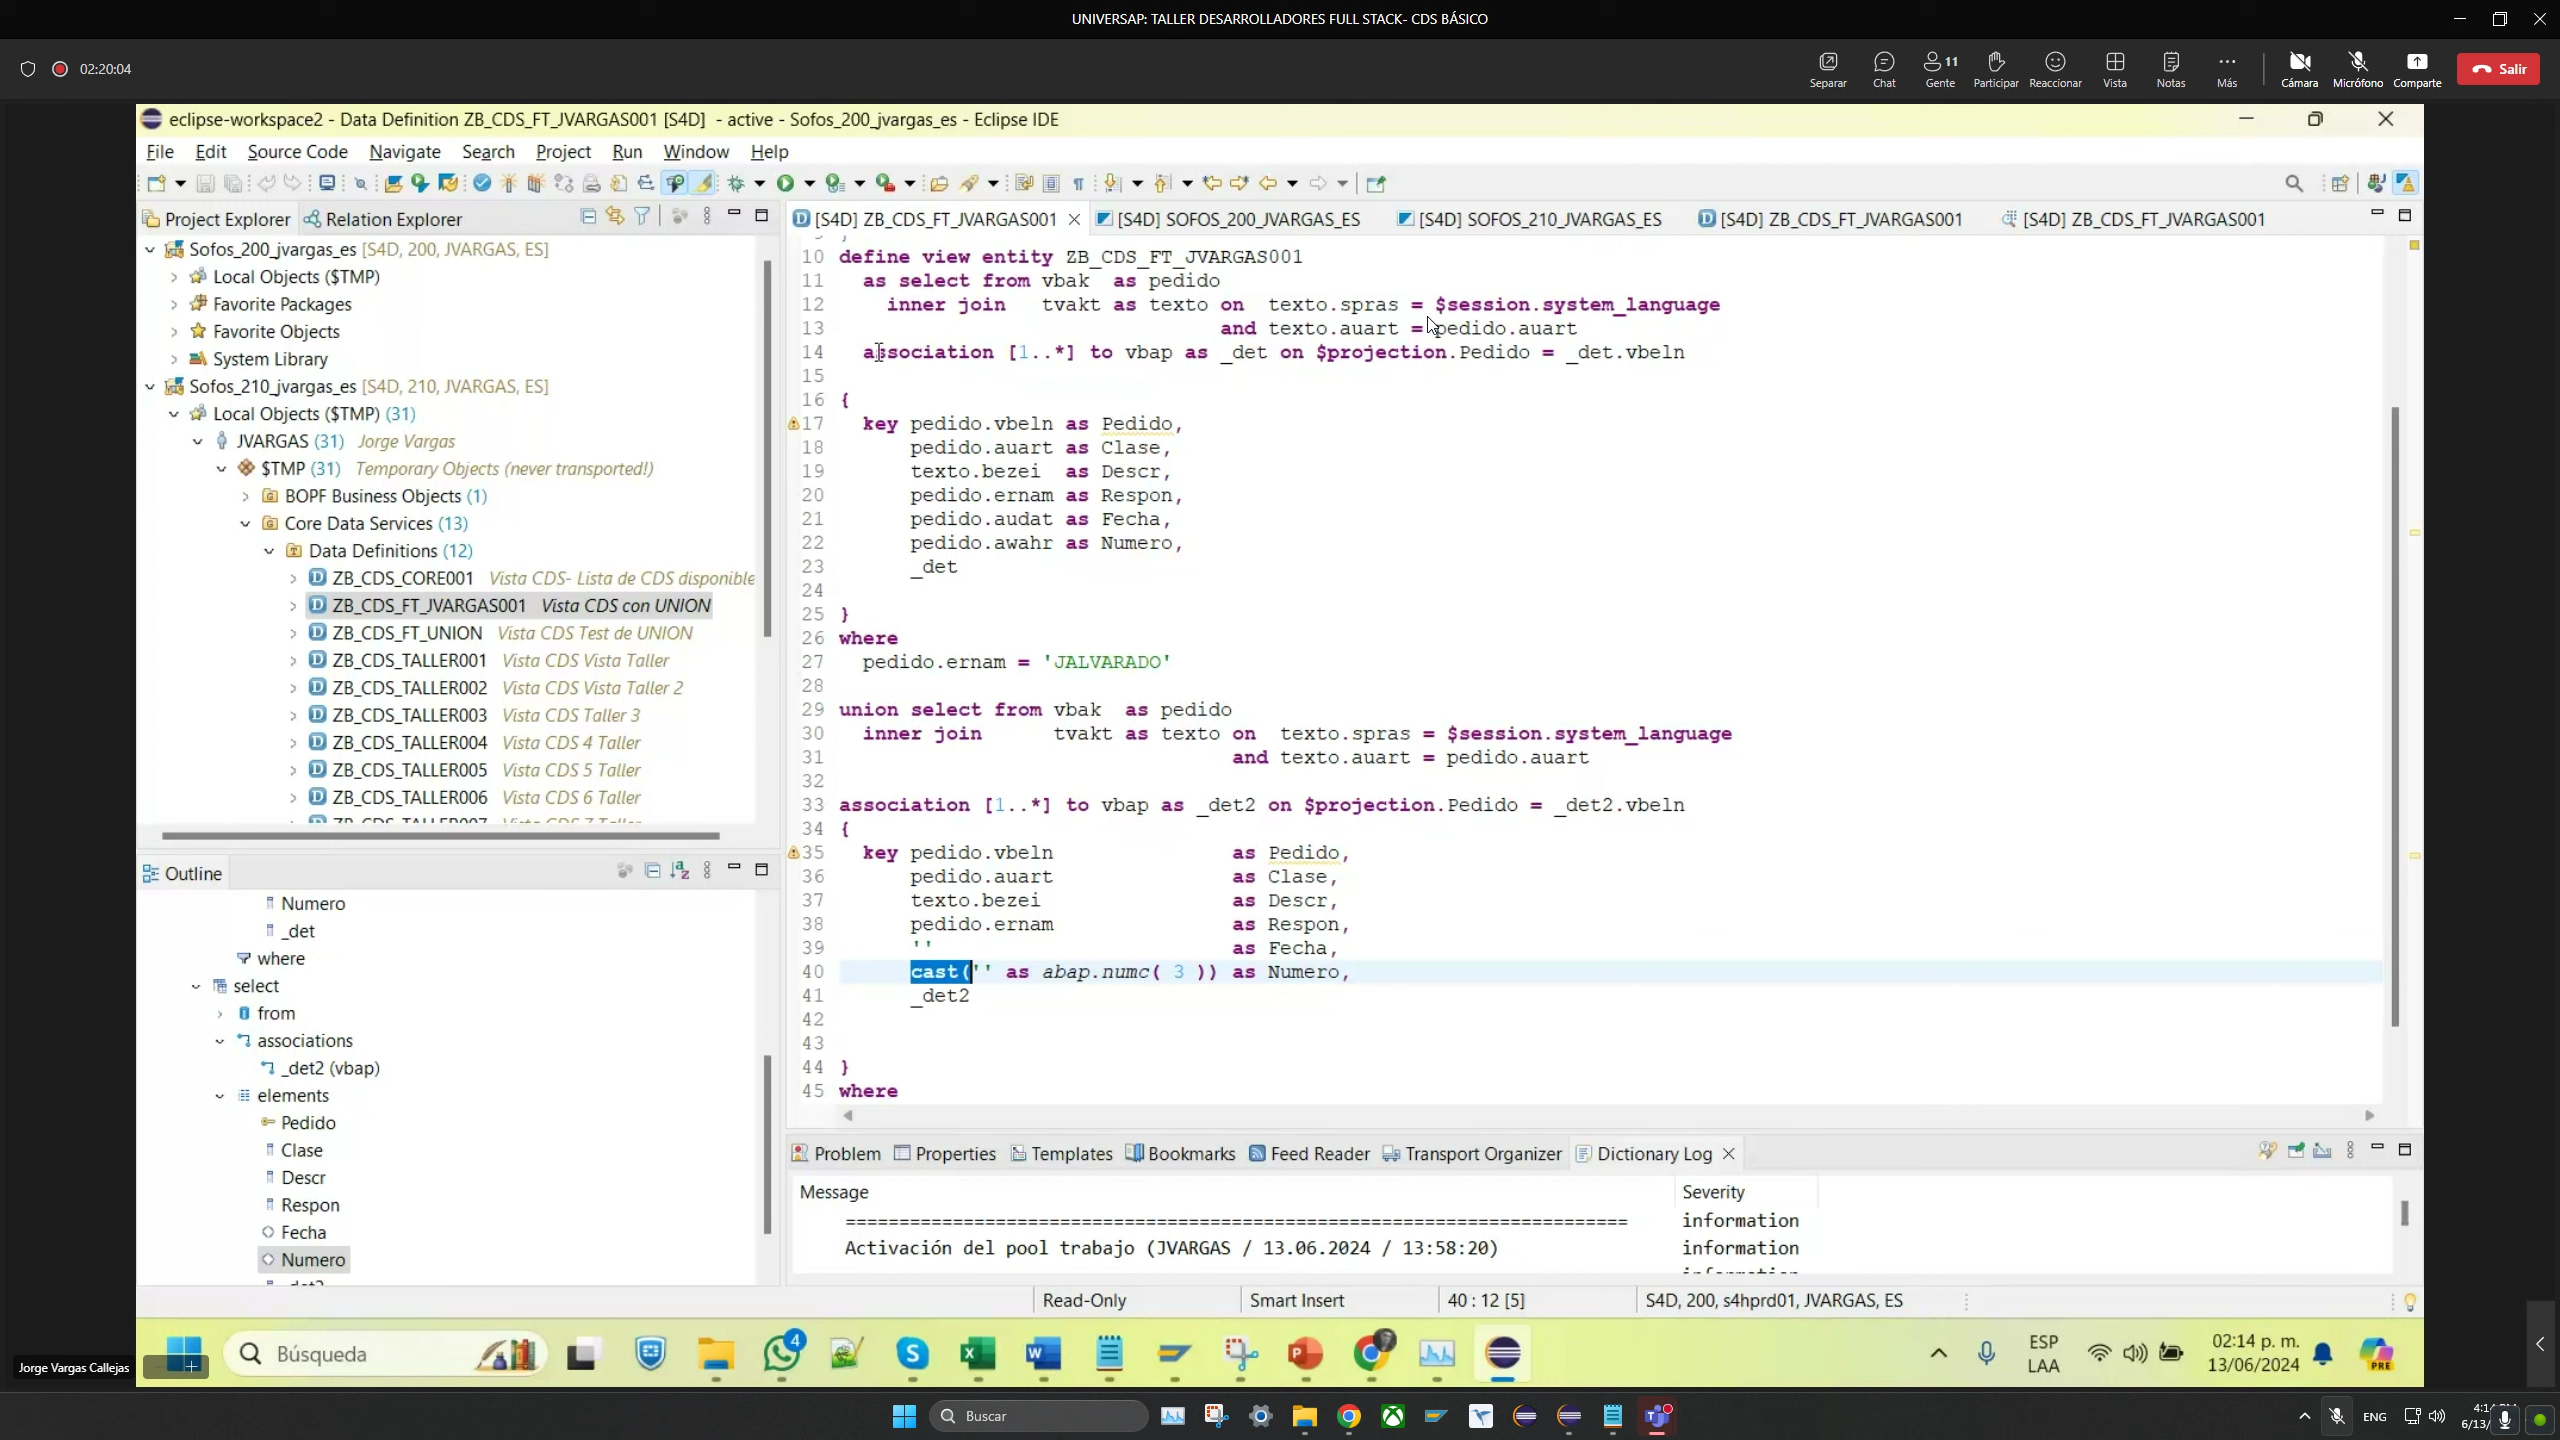 UNIVERSAP: TALLER DESARROLLADORES FULL STACK- CDS BÁSICO
02:20:04
Separar
Chat
11
Gente
Participar
Reaccionar
Vista
Notas
Más
Cámara
Micrófono
Comparte
Salir
eclipse-workspace2 - Data Definition ZB_CDS_FT_JVARGAS001 [S4D] - active - Sofos_200_jvargas_es - Eclipse IDE
File Edit Source Code Navigate Search Project Run Window Help
Project Explorer
Relation Explorer
[S4D] ZB_CDS_FT_JVARGAS001
[S4D] SOFOS_200_JVARGAS_ES
[S4D] SOFOS_210_JVARGAS_ES
[S4D] ZB_CDS_FT_JVARGAS001
[S4D] ZB_CDS_FT_JVARGAS001
Sofos_200_jvargas_es [S4D, 200, JVARGAS, ES]
Local Objects ($TMP)
Favorite Packages
Favorite Objects
System Library
Sofos_210_jvargas_es [S4D, 210, JVARGAS, ES]
Local Objects ($TMP) (31)
JVARGAS (31) Jorge Vargas
$TMP (31) Temporary Objects (never transported!)
BOPF Business Objects (1)
Core Data Services (13)
Data Definitions (12)
ZB_CDS_CORE001 Vista CDS- Lista de CDS disponible
ZB_CDS_FT_JVARGAS001 Vista CDS con UNION
ZB_CDS_FT_UNION Vista CDS Test de UNION
ZB_CDS_TALLER001 Vista CDS Vista Taller
ZB_CDS_TALLER002 Vista CDS Vista Taller 2
ZB_CDS_TALLER003 Vista CDS Taller 3
ZB_CDS_TALLER004 Vista CDS 4 Taller
ZB_CDS_TALLER005 Vista CDS 5 Taller
ZB_CDS_TALLER006 Vista CDS 6 Taller
Outline
Numero
_det
where
select
from
associations
_det2 (vbap)
elements
Pedido
Clase
Descr
Respon
Fecha
Numero
_det2
10 define view entity ZB_CDS_FT_JVARGAS001
11 as select from vbak as pedido
12 inner join tvakt as texto on texto.spras = $session.system_language
13 and texto.auart = pedido.auart
14 association [1..*] to vbap as _det on $projection.Pedido = _det.vbeln
15
16 {
17 key pedido.vbeln as Pedido,
18 pedido.auart as Clase,
19 texto.bezei as Descr,
20 pedido.ernam as Respon,
21 pedido.audat as Fecha,
22 pedido.awahr as Numero,
23 _det
24
25 }
26 where
27 pedido.ernam = 'JALVARADO'
28
29 union select from vbak as pedido
30 inner join tvakt as texto on texto.spras = $session.system_language
31 and texto.auart = pedido.auart
32
33 association [1..*] to vbap as _det2 on $projection.Pedido = _det2.vbeln
34 {
35 key pedido.vbeln as Pedido,
36 pedido.auart as Clase,
37 texto.bezei as Descr,
38 pedido.ernam as Respon,
39 '' as Fecha,
40 cast('' as abap.numc( 3 )) as Numero,
41 _det2
42
43
44 }
45 where
Problem Properties Templates Bookmarks Feed Reader Transport Organizer Dictionary Log
Message Severity
================================================================== information
Activación del pool trabajo (JVARGAS / 13.06.2024 / 13:58:20) information
Read-Only
Smart Insert
40 : 12 [5]
S4D, 200, s4hprd01, JVARGAS, ES
Jorge Vargas Callejas
Búsqueda
4
PRE
ESP
LAA
02:14 p. m.
13/06/2024
Buscar
ENG